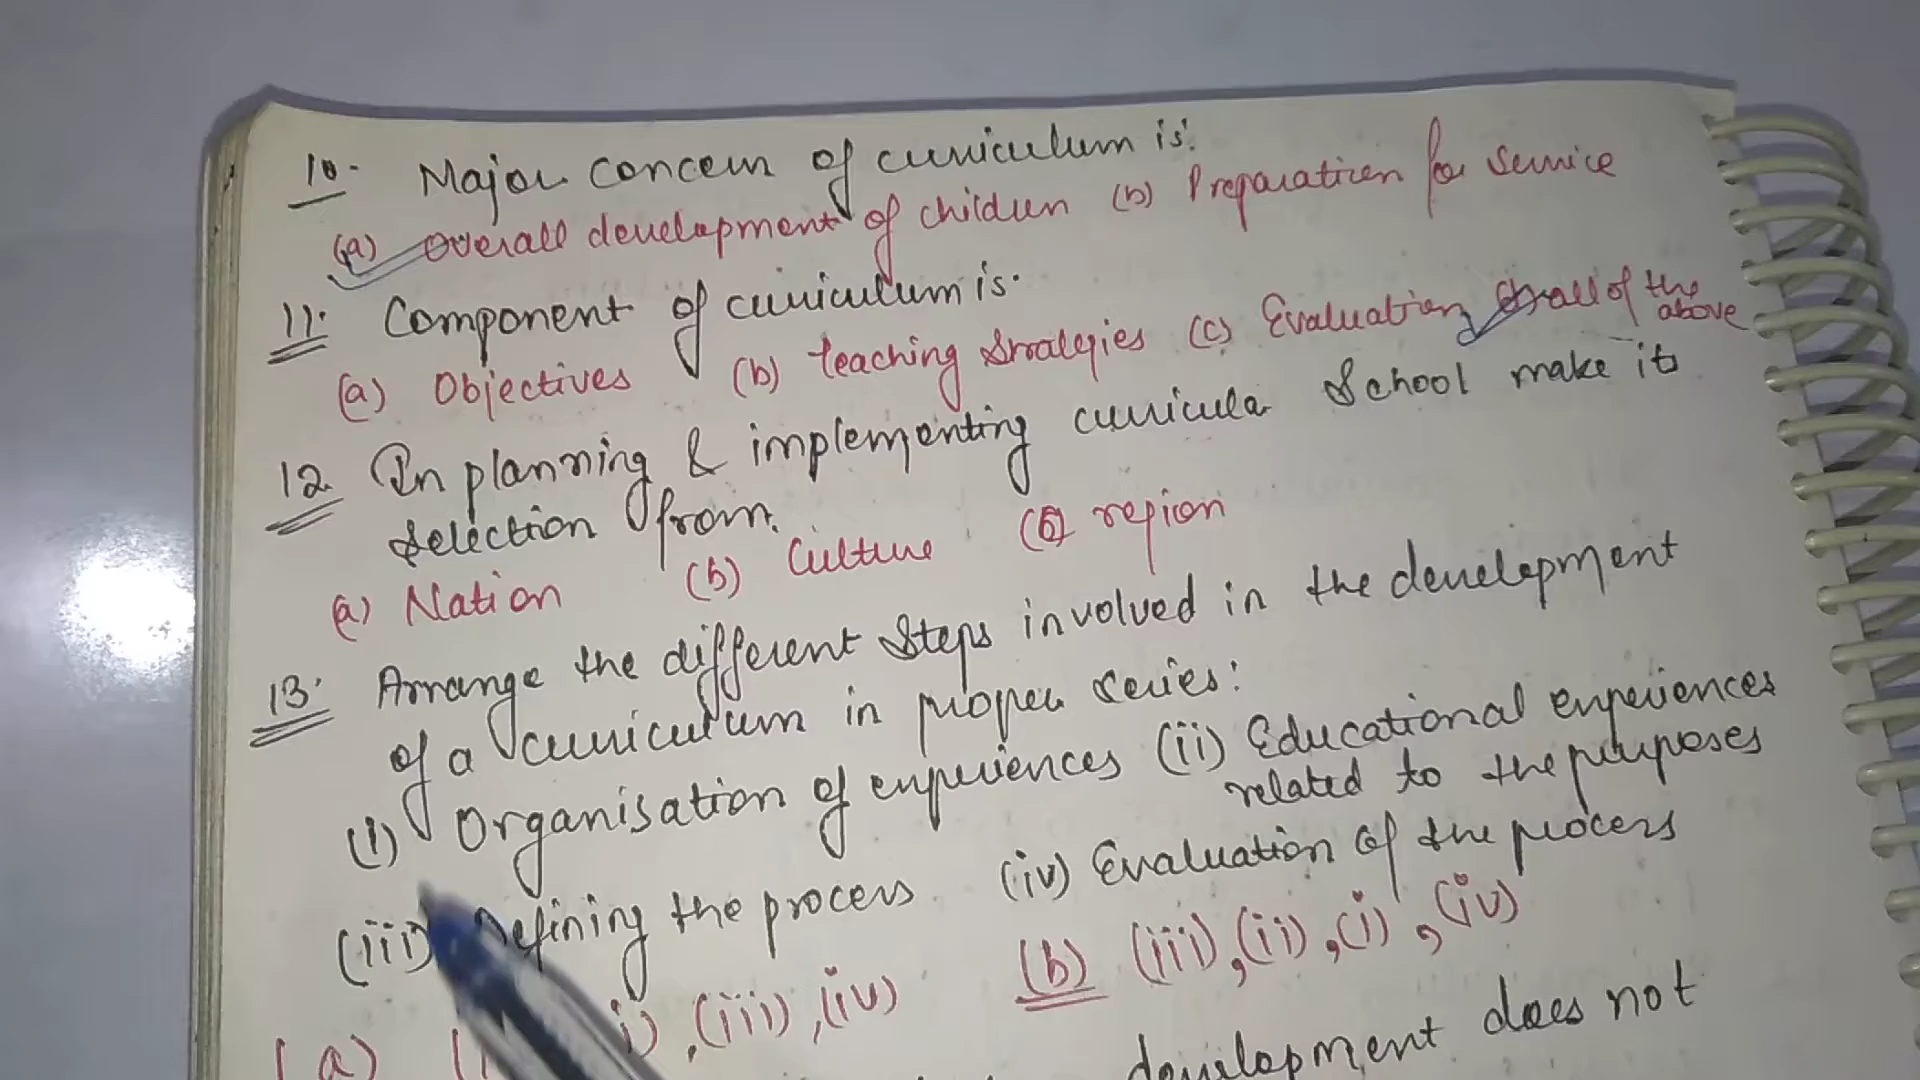 10. Major concern of curriculum is.
(a) Overall development of children (b) Preparation for Service
11. Component of curriculum is.
(a) Objectives (b) teaching Stratgies (c) Evaluation (d) all of the above
12. In planning & implementing curricula School make it
selection from.
(a) Nation (b) Culture (c) region
13. Arrange the different Steps involved in the development
of a curriculum in proper Series:
(i) Organisation of experiences (ii) Educational experiences
related to the purposes
(iii) Defining the process (iv) Evaluation of the process
(a) (iii), (iv) (b) (iii), (ii), (i), (iv)
development does not